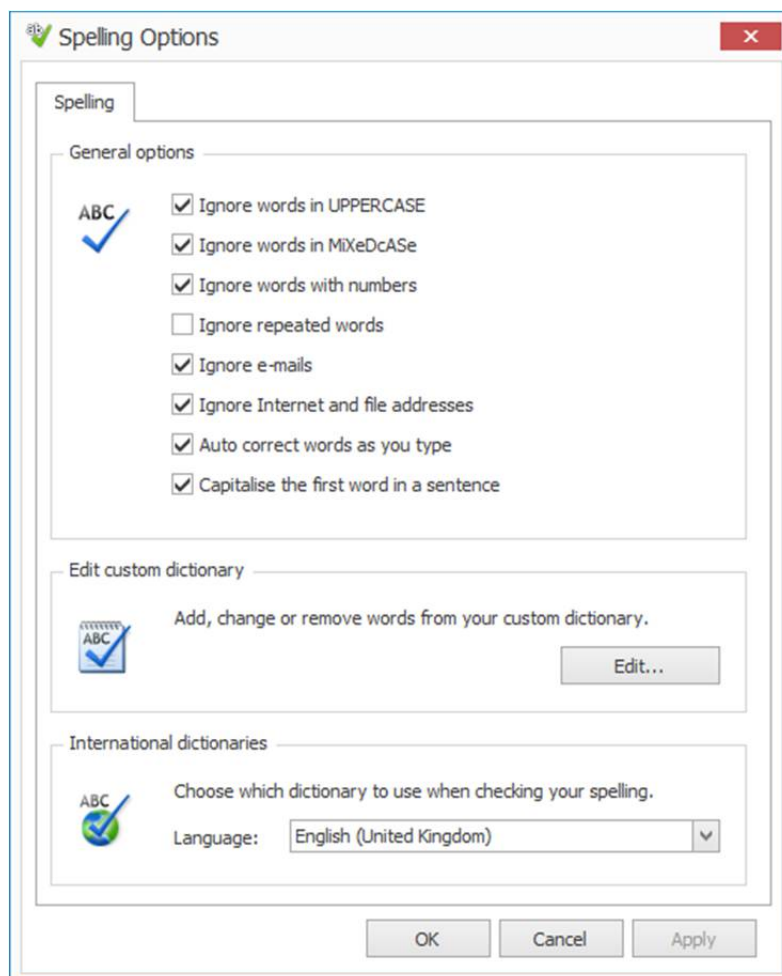 Spelling Options
Spelling
General options
ABC
Ignore words in UPPERCASE
Ignore words in MiXeDcASe
Ignore words with numbers
Ignore repeated words
Ignore e-mails
Ignore Internet and file addresses
Auto correct words as you type
Capitalise the first word in a sentence
Edit custom dictionary
ABC
Add, change or remove words from your custom dictionary.
Edit...
International dictionaries
ABC
Choose which dictionary to use when checking your spelling.
Language: English (United Kingdom)
OK Cancel Apply